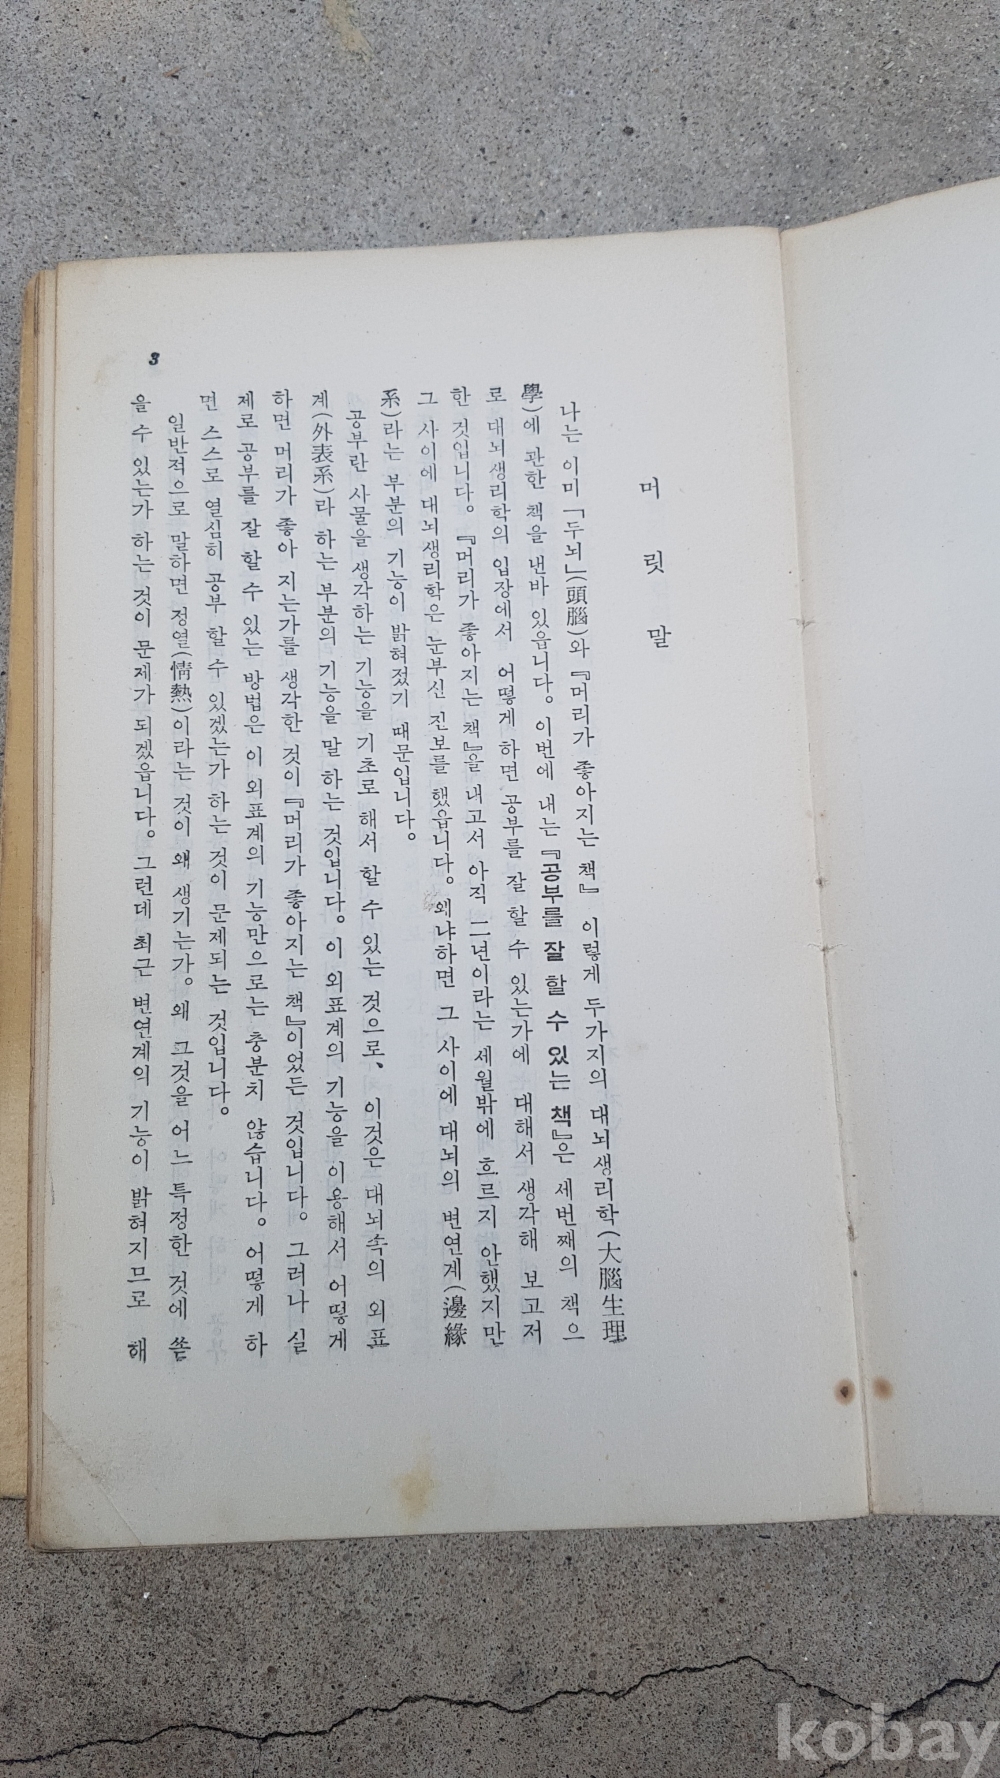 머릿말
나는 이미 「두뇌」(頭腦)와 『머리가 좋아지는 책』 이렇게 두가지의 대뇌생리학(大腦生理
學)에 관한 책을 낸바 있읍니다. 이번에 내는 『공부를 잘 할 수 있는 책』은 세번째의 책으
로 대뇌생리학의 입장에서 어떻게 하면 공부를 잘 할 수 있는가에 대해서 생각해 보고저
한 것입니다. 『머리가 좋아지는 책』을 내고서 아직 二년이라는 세월밖에 흐르지 안했지만
그 사이에 대뇌생리학은 눈부신 진보를 했읍니다. 왜냐하면 그 사이에 대뇌의 변연계(邊緣
系)라는 부분의 기능이 밝혀졌기 때문입니다.
공부란 사물을 생각하는 기능을 기초로 해서 할 수 있는 것으로、이것은 대뇌속의 외표
계(外表系)라 하는 부분의 기능을 말 하는 것입니다. 이 외표계의 기능을 이용해서 어떻게
하면 머리가 좋아 지는가를 생각한 것이 『머리가 좋아지는 책』이었든 것입니다. 그러나 실
제로 공부를 잘 할 수 있는 방법은 이 외표계의 기능만으로는 충분치 않습니다. 어떻게 하
면 스스로 열심히 공부 할 수 있겠는가 하는 것이 문제되는 것입니다.
일반적으로 말하면 정열(情熱)이라는 것이 왜 생기는가. 왜 그것을 어느 특정한 것에 쏟
을 수 있는가 하는 것이 문제가 되겠읍니다. 그런데 최근 변연계의 기능이 밝혀지므로 해
3
kobay